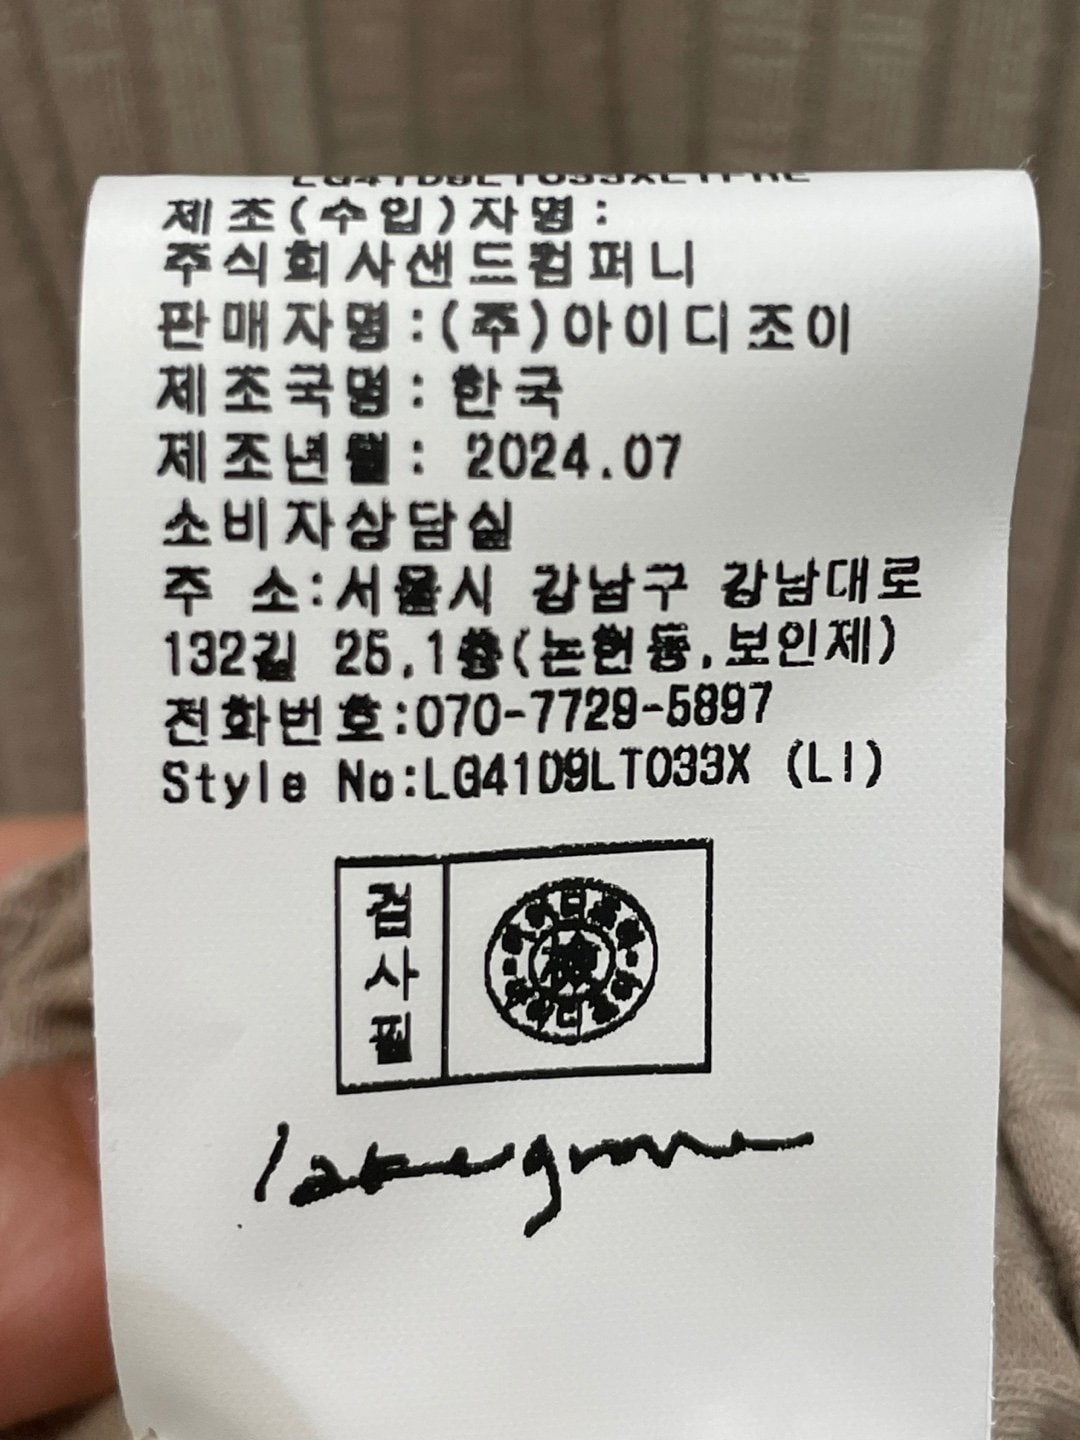 제조(수입)자명:
주식회사샌드컴퍼니
판매자명:(주)아이디조이
제조국명:한국
제조년월: 2024.07
소비자상담실
주 소:서울시 강남구 강남대로
132길 25,1층(논현동,보인제)
전화번호:070-7729-5897
Style No:LG41D9LT033X (LI)
검
사
필
檢